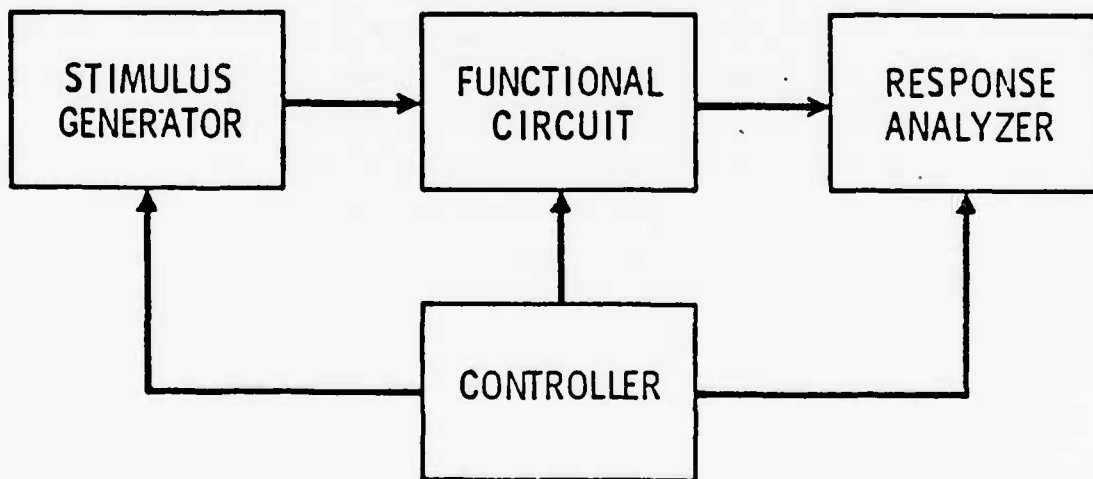 STIMULUS
GENERATOR
FUNCTIONAL
CIRCUIT
RESPONSE
ANALYZER
CONTROLLER